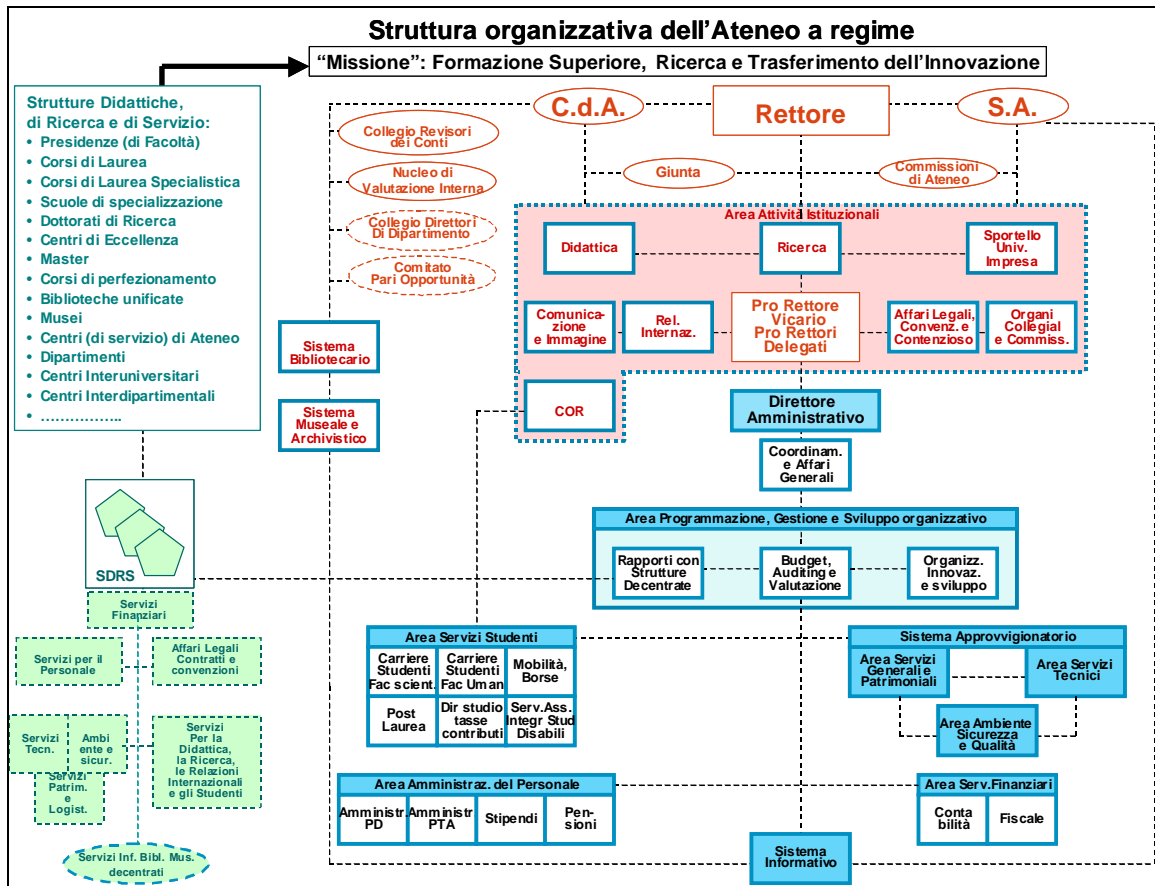 Struttura organizzativa dell'Ateneo a regime
“Missione”: Formazione Superiore, Ricerca e Trasferimento dell'Innovazione
Strutture Didattiche,
di Ricerca e di Servizio:
• Presidenze (di Facoltà)
• Corsi di Laurea
• Corsi di Laurea Specialistica
• Scuole di specializzazione
• Dottorati di Ricerca
• Centri di Eccellenza
• Master
• Corsi di perfezionamento
• Biblioteche unificate
• Musei
• Centri (di servizio) di Ateneo
• Dipartimenti
• Centri Interuniversitari
• Centri Interdipartimentali
• ……………..
SDRS
Servizi
Finanziari
Servizi per il
Personale
Affari Legali
Contratti e
convenzioni
Servizi
Tecn.
Ambi
ente e
sicur.
Servizi
Patrim.
e
Logist.
Servizi
Per la
Didattica,
la Ricerca,
le Relazioni
Internazionali
e gli Studenti
Servizi Inf. Bibl. Mus.
decentrati
C.d.A.
Rettore
S.A.
Collegio Revisori
dei Conti
Nucleo di
Valutazione Interna
Collegio Direttori
Di Dipartimento
Comitato
Pari Opportunità
Giunta
Commissioni
di Ateneo
Sistema
Bibliotecario
Sistema
Museale e
Archivistico
Area Attività Istituzionali
Didattica
Ricerca
Sportello
Univ.
Impresa
Comunica-
zione
e Immagine
Rel.
Internaz.
Pro Rettore
Vicario
Pro Rettori
Delegati
Affari Legali,
Convenz. e
Contenzioso
Organi
Collegial
e Commiss.
COR
Direttore
Amministrativo
Coordinam.
e Affari
Generali
Area Programmazione, Gestione e Sviluppo organizzativo
Rapporti con
Strutture
Decentrate
Budget,
Auditing e
Valutazione
Organizz.
Innovaz.
e sviluppo
Area Servizi Studenti
Carriere
Studenti
Fac scient.
Carriere
Studenti
Fac Uman
Mobilità,
Borse
Post
Laurea
Dir studio
tasse
contributi
Serv.Ass.
Integr Stud
Disabili
Sistema Approvvigionatorio
Area Servizi
Generali e
Patrimoniali
Area Servizi
Tecnici
Area Ambiente
Sicurezza
e Qualità
Area Amministraz. del Personale
Amministr.
PD
Amministr
PTA
Stipendi
Pen-
sioni
Area Serv.Finanziari
Conta
bilità
Fiscale
Sistema
Informativo